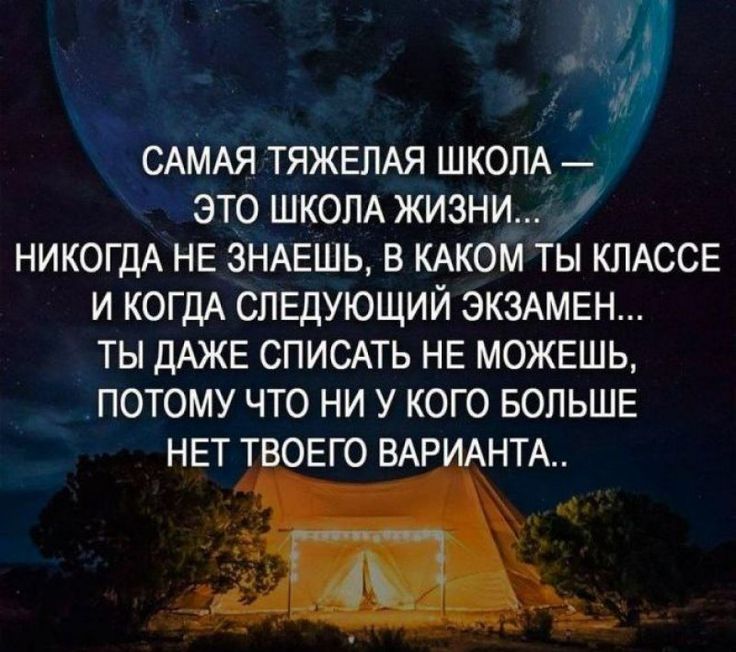 САМАЯ ТЯЖЕЛАЯ ШКОЛА —
ЭТО ШКОЛА ЖИЗНИ...
НИКОГДА НЕ ЗНАЕШЬ, В КАКОМ ТЫ КЛАССЕ
И КОГДА СЛЕДУЮЩИЙ ЭКЗАМЕН...
ТЫ ДАЖЕ СПИСАТЬ НЕ МОЖЕШЬ,
ПОТОМУ ЧТО НИ У КОГО БОЛЬШЕ
НЕТ ТВОЕГО ВАРИАНТА..